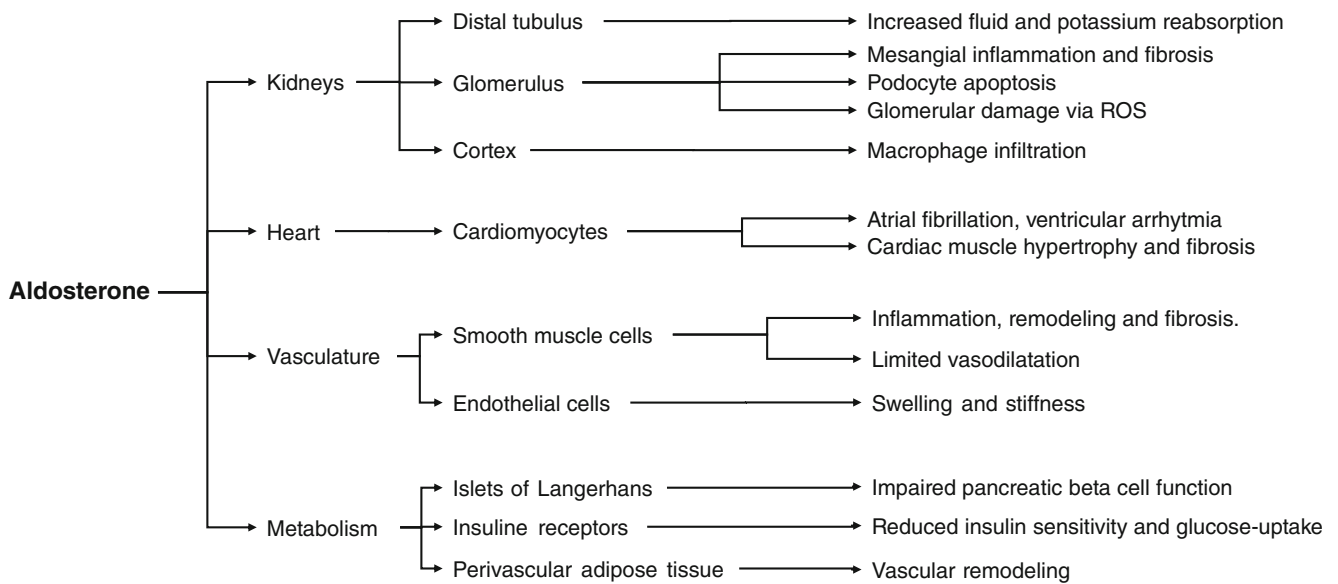 Aldosterone
Kidneys
Distal tubulus
Increased fluid and potassium reabsorption
Glomerulus
Mesangial inflammation and fibrosis
Podocyte apoptosis
Glomerular damage via ROS
Cortex
Macrophage infiltration
Heart
Cardiomyocytes
Atrial fibrillation, ventricular arrhytmia
Cardiac muscle hypertrophy and fibrosis
Vasculature
Smooth muscle cells
Inflammation, remodeling and fibrosis.
Limited vasodilatation
Endothelial cells
Swelling and stiffness
Metabolism
Islets of Langerhans
Impaired pancreatic beta cell function
Insuline receptors
Reduced insulin sensitivity and glucose-uptake
Perivascular adipose tissue
Vascular remodeling